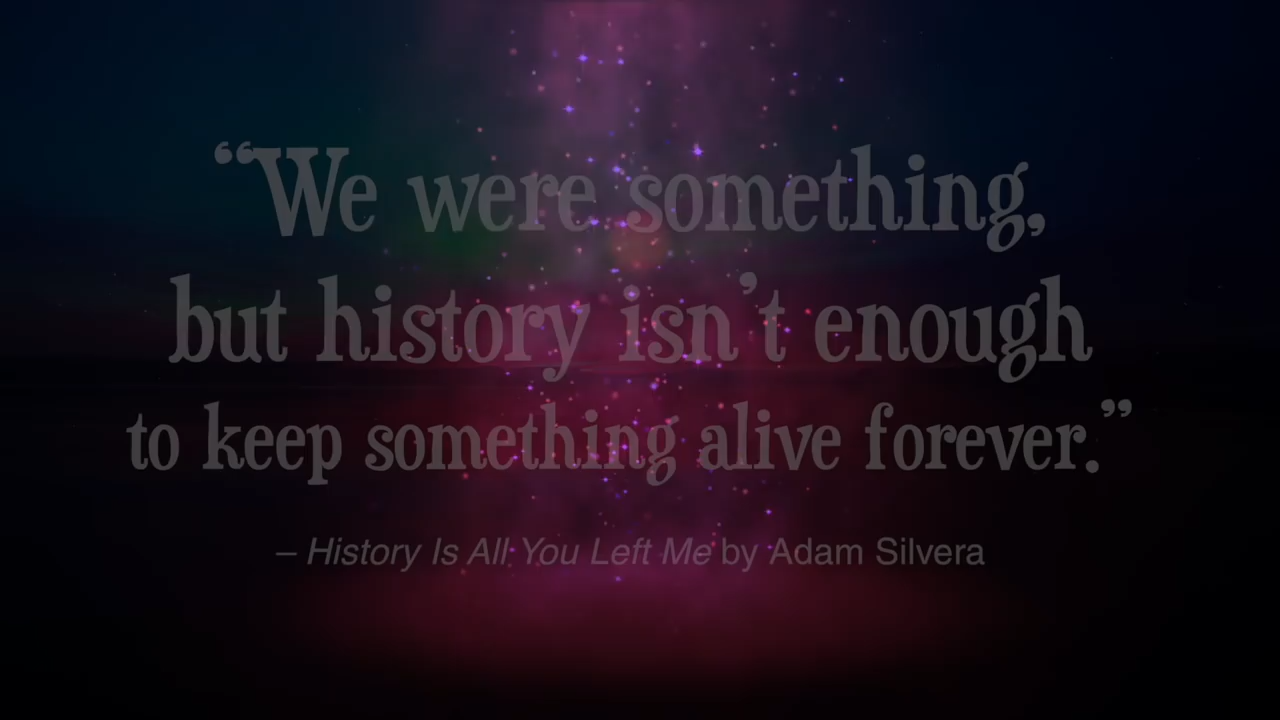 “We were something,
but history isn’t enough
to keep something alive forever.”
– History Is All You Left Me by Adam Silvera